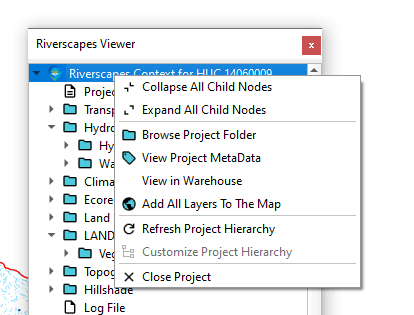 Riverscapes Viewer
x
Riverscapes Context for HUC 14060009
Collapse All Child Nodes
Expand All Child Nodes
Browse Project Folder
View Project MetaData
View in Warehouse
Add All Layers To The Map
Refresh Project Hierarchy
Customize Project Hierarchy
Close Project
Proje
Transp
Hydro
Hy
Wa
Clima
Ecore
Land
LAND
Veg
Topog
Hillshade
Log File